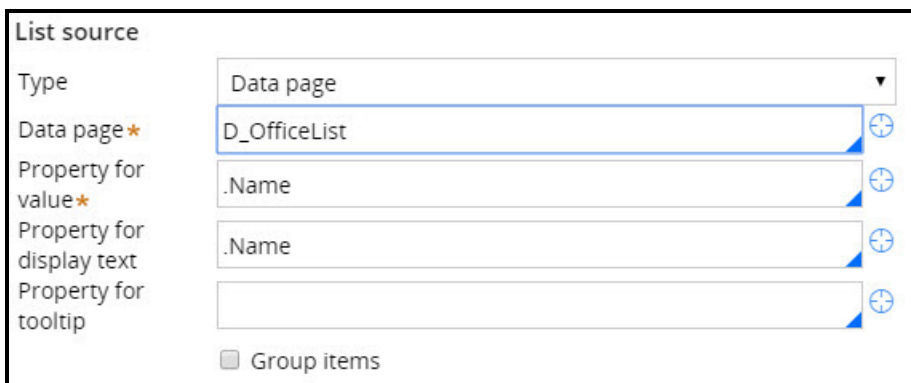 List source
Type Data page
Data page★ D_OfficeList
Property for
value★ .Name
Property for
display text .Name
Property for
tooltip
Group items